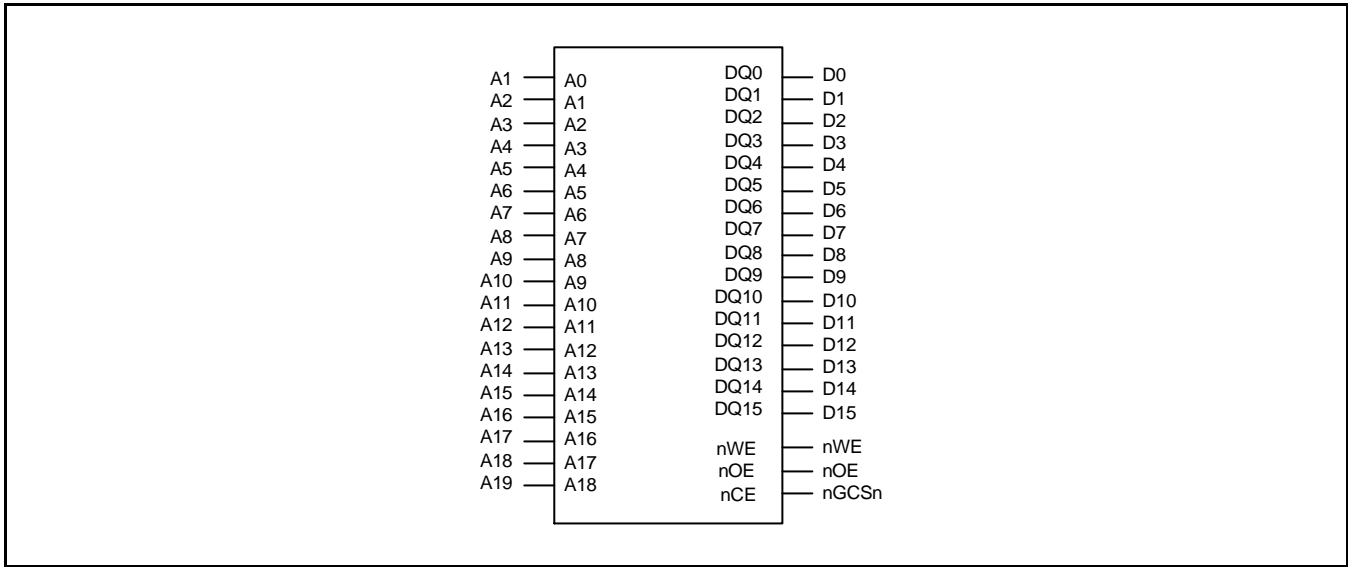 A1 A0 DQ0 D0
A2 A1 DQ1 D1
A3 A2 DQ2 D2
A4 A3 DQ3 D3
A5 A4 DQ4 D4
A6 A5 DQ5 D5
A7 A6 DQ6 D6
A8 A7 DQ7 D7
A9 A8 DQ8 D8
A10 A9 DQ9 D9
A11 A10 DQ10 D10
A12 A11 DQ11 D11
A13 A12 DQ12 D12
A14 A13 DQ13 D13
A15 A14 DQ14 D14
A16 A15 DQ15 D15
A17 A16 nWE nWE
A18 A17 nOE nOE
A19 A18 nCE nGCSn